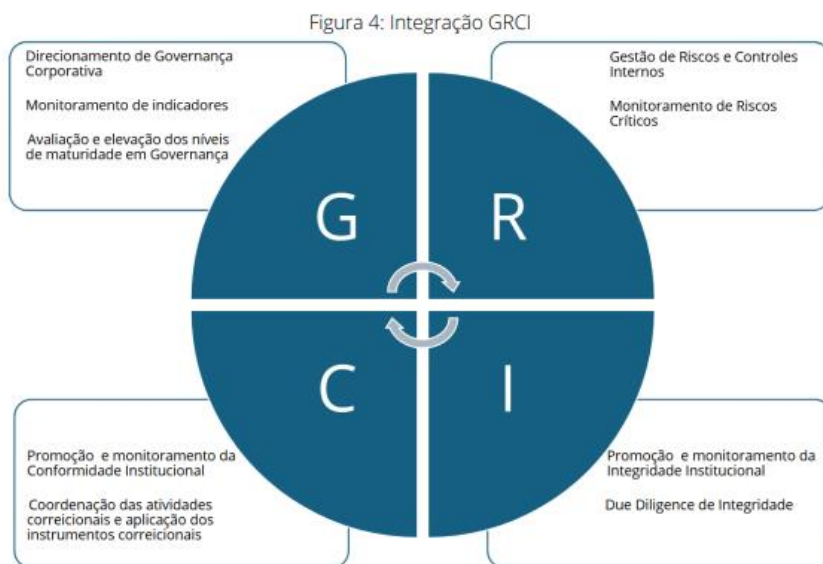 Figura 4: Integração GRCI
Direcionamento de Governança
Corporativa
Monitoramento de indicadores
Avaliação e elevação dos níveis
de maturidade em Governança
Gestão de Riscos e Controles
Internos
Monitoramento de Riscos
Críticos
G
R
C
I
Promoção e monitoramento da
Conformidade Institucional
Coordenação das atividades
correicionais e aplicação dos
instrumentos correicionais
Promoção e monitoramento da
Integridade Institucional
Due Diligence de Integridade